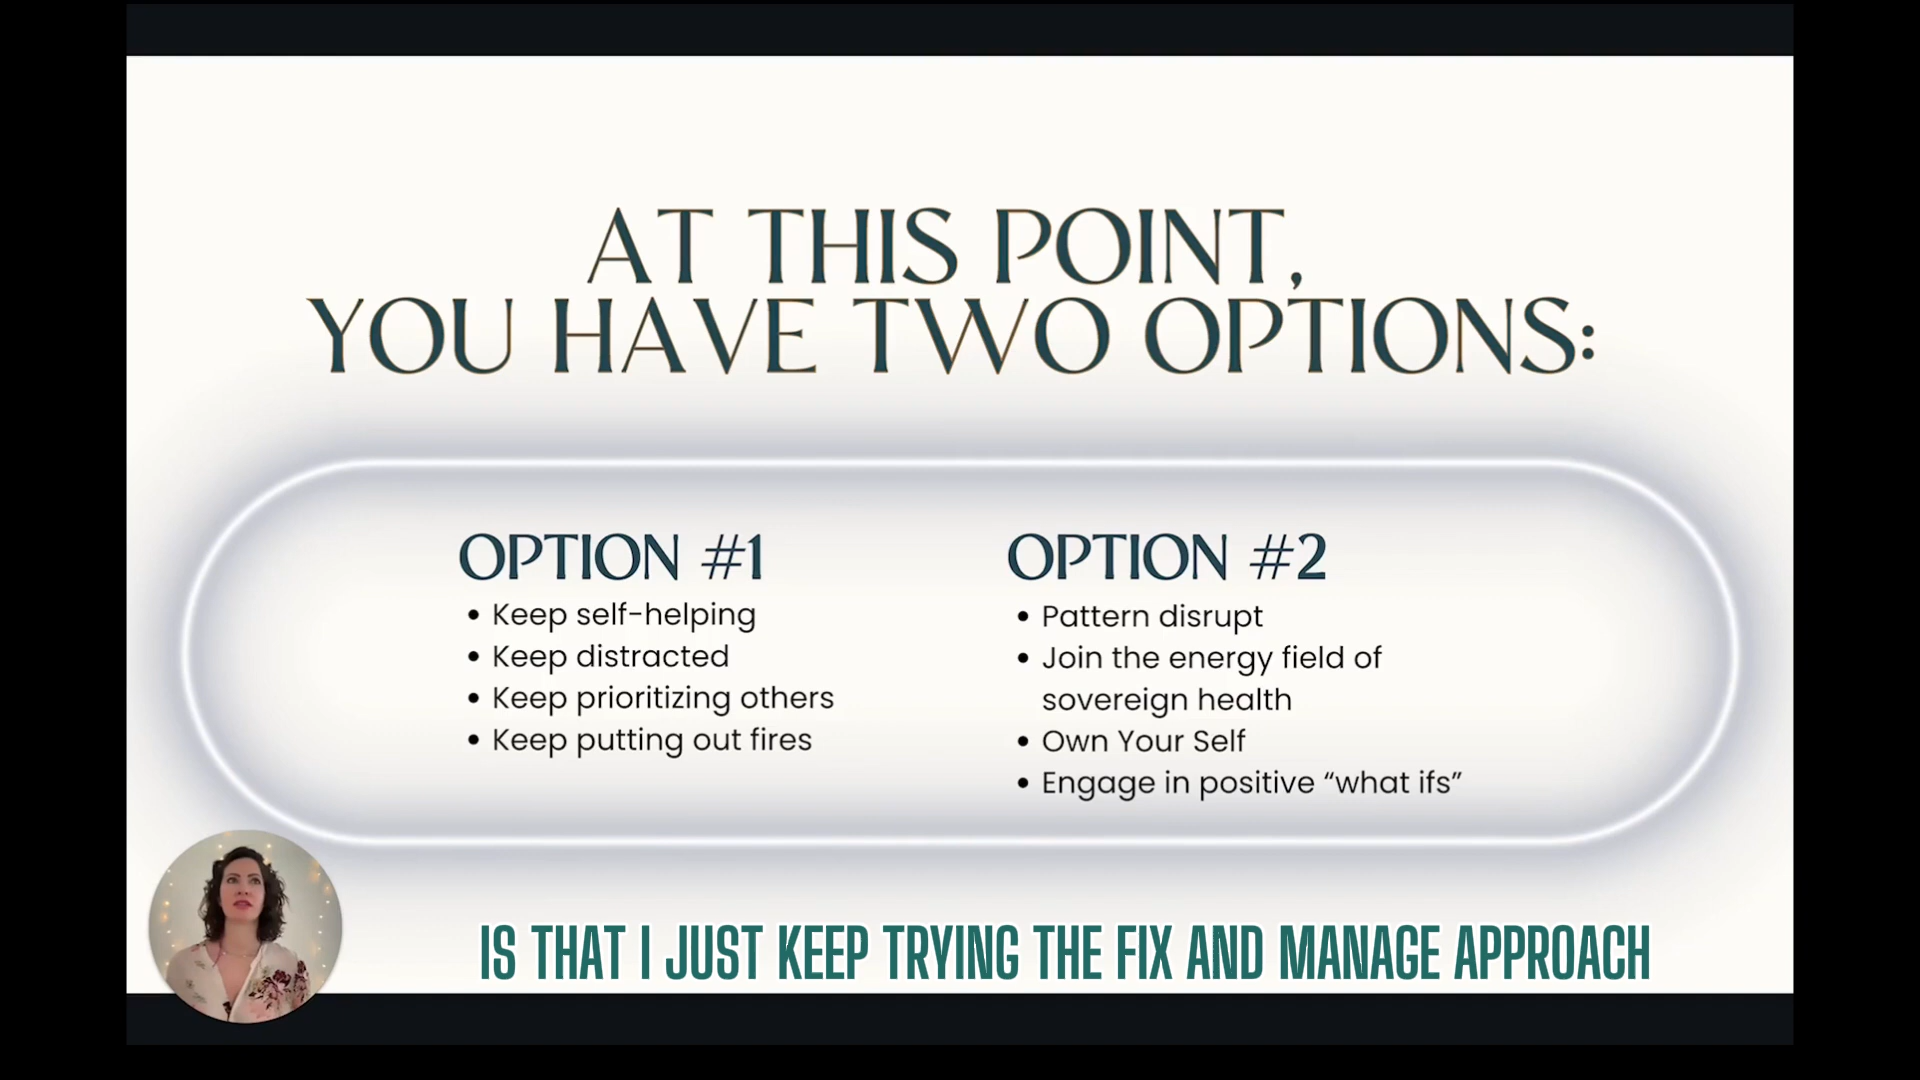 AT THIS POINT,
YOU HAVE TWO OPTIONS:
OPTION #1
• Keep self-helping
• Keep distracted
• Keep prioritizing others
• Keep putting out fires
OPTION #2
• Pattern disrupt
• Join the energy field of
sovereign health
• Own Your Self
• Engage in positive “what ifs”
IS THAT I JUST KEEP TRYING THE FIX AND MANAGE APPROACH